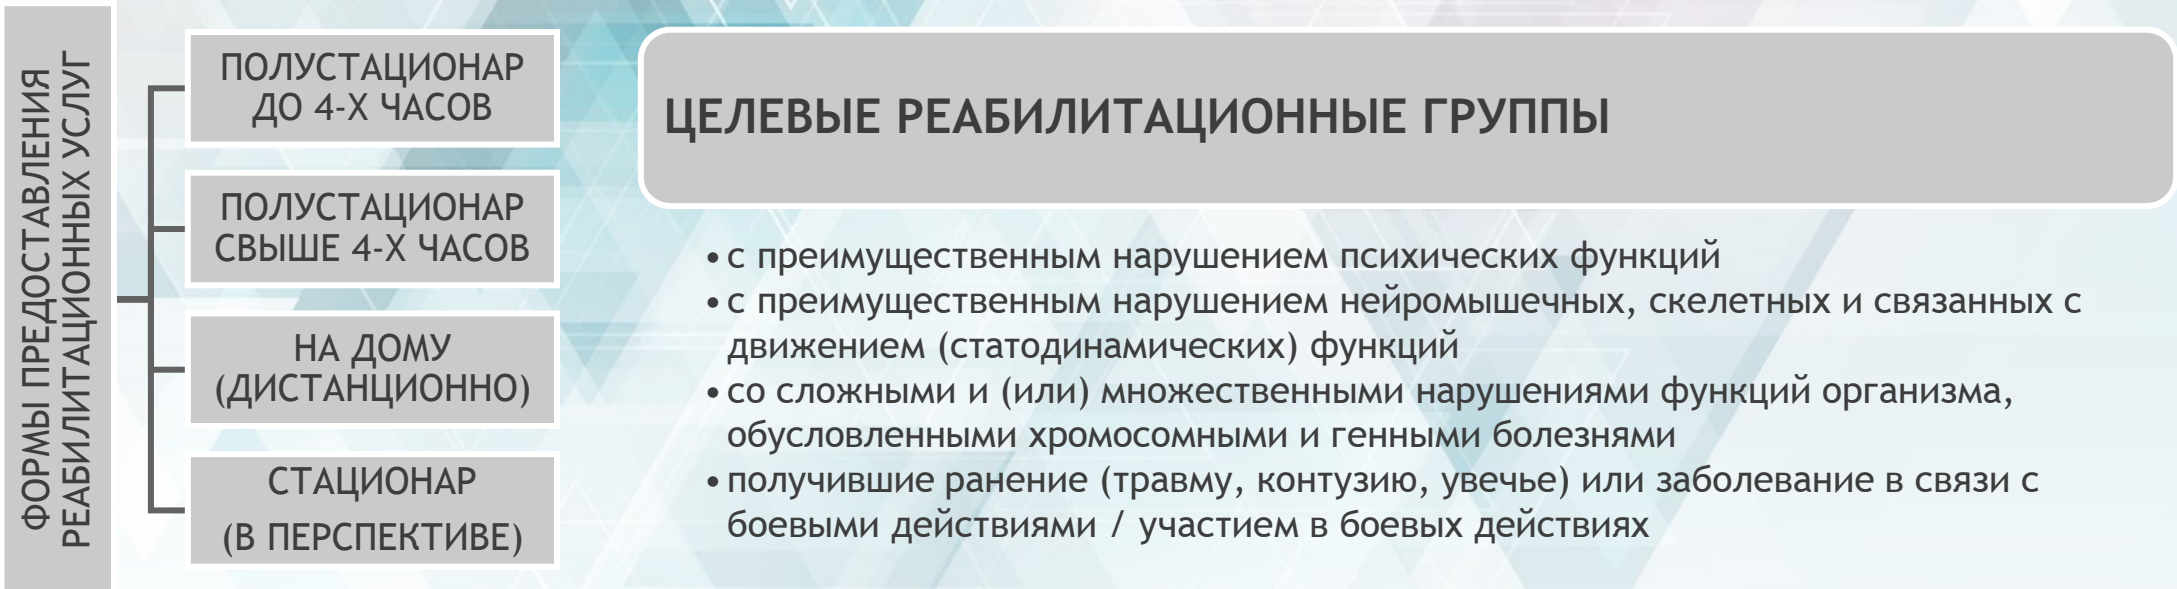 ФОРМЫ ПРЕДОСТАВЛЕНИЯ
РЕАБИЛИТАЦИОННЫХ УСЛУГ
ПОЛУСТАЦИОНАР
ДО 4-Х ЧАСОВ
ПОЛУСТАЦИОНАР
СВЫШЕ 4-Х ЧАСОВ
НА ДОМУ
(ДИСТАНЦИОННО)
СТАЦИОНАР
(В ПЕРСПЕКТИВЕ)
ЦЕЛЕВЫЕ РЕАБИЛИТАЦИОННЫЕ ГРУППЫ
• с преимущественным нарушением психических функций
• с преимущественным нарушением нейромышечных, скелетных и связанных с
движением (статодинамических) функций
• со сложными и (или) множественными нарушениями функций организма,
обусловленными хромосомными и генными болезнями
• получившие ранение (травму, контузию, увечье) или заболевание в связи с
боевыми действиями / участием в боевых действиях